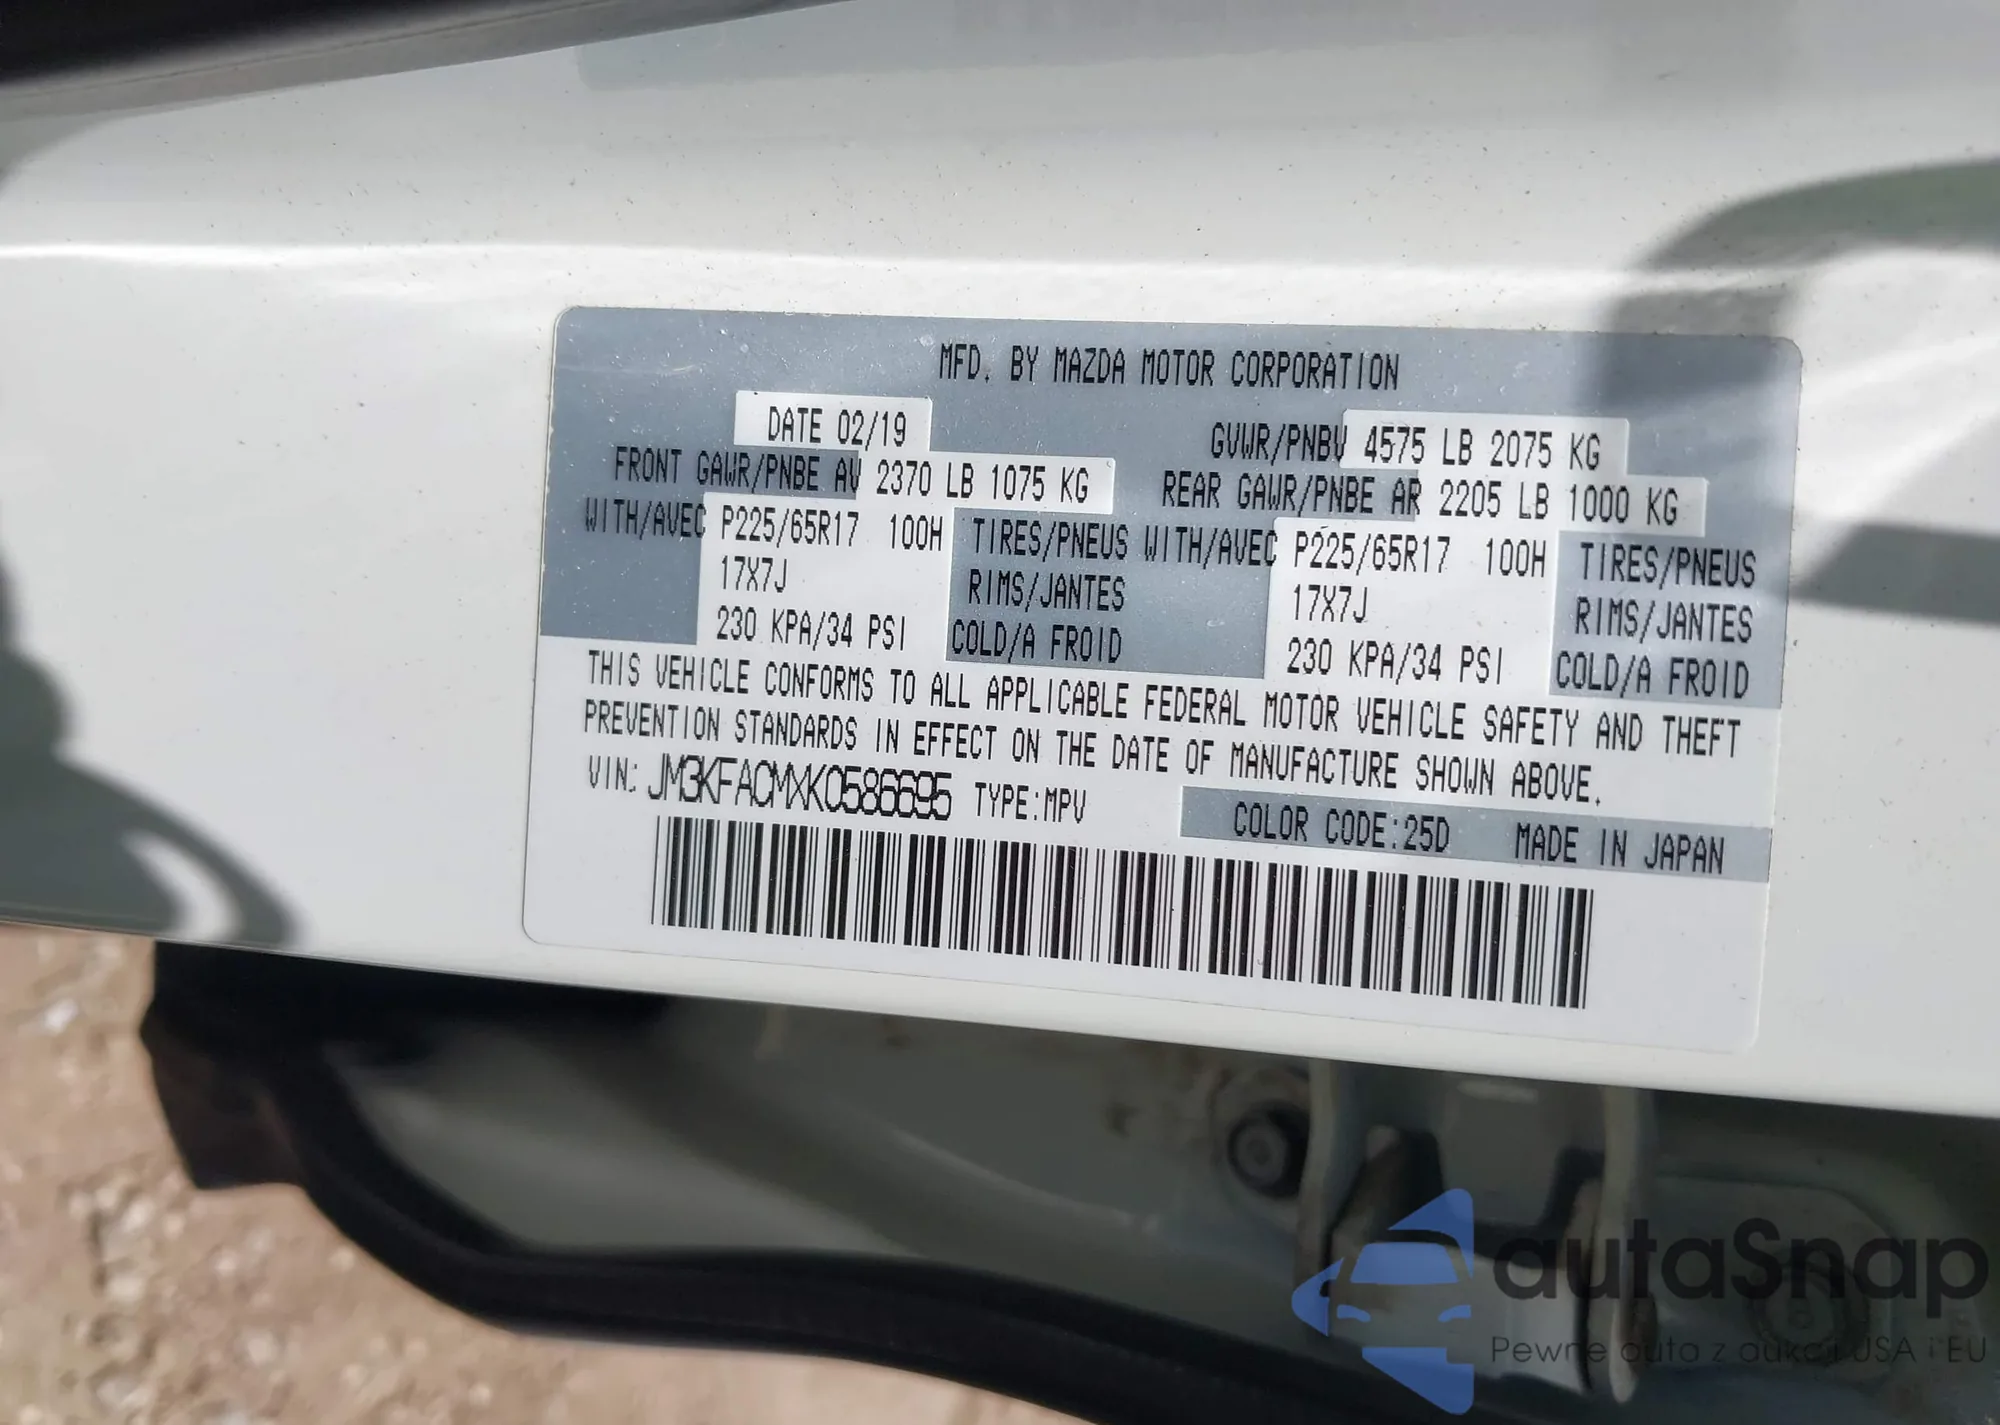 MFD. BY MAZDA MOTOR CORPORATION
DATE 02/19
GVWR/PNBV 4575 LB 2075 KG
FRONT GAWR/PNBE AV 2370 LB 1075 KG
REAR GAWR/PNBE AR 2205 LB 1000 KG
WITH/AVEC P225/65R17 100H TIRES/PNEUS WITH/AVEC P225/65R17 100H TIRES/PNEUS
17X7J RIMS/JANTES 17X7J RIMS/JANTES
230 KPA/34 PSI COLD/A FROID 230 KPA/34 PSI COLD/A FROID
THIS VEHICLE CONFORMS TO ALL APPLICABLE FEDERAL MOTOR VEHICLE SAFETY AND THEFT
PREVENTION STANDARDS IN EFFECT ON THE DATE OF MANUFACTURE SHOWN ABOVE.
VIN: JM3KFACMXK0586695 TYPE:MPV
COLOR CODE:25D MADE IN JAPAN
autoSnap
Pewne auto z aukcji USA i EU